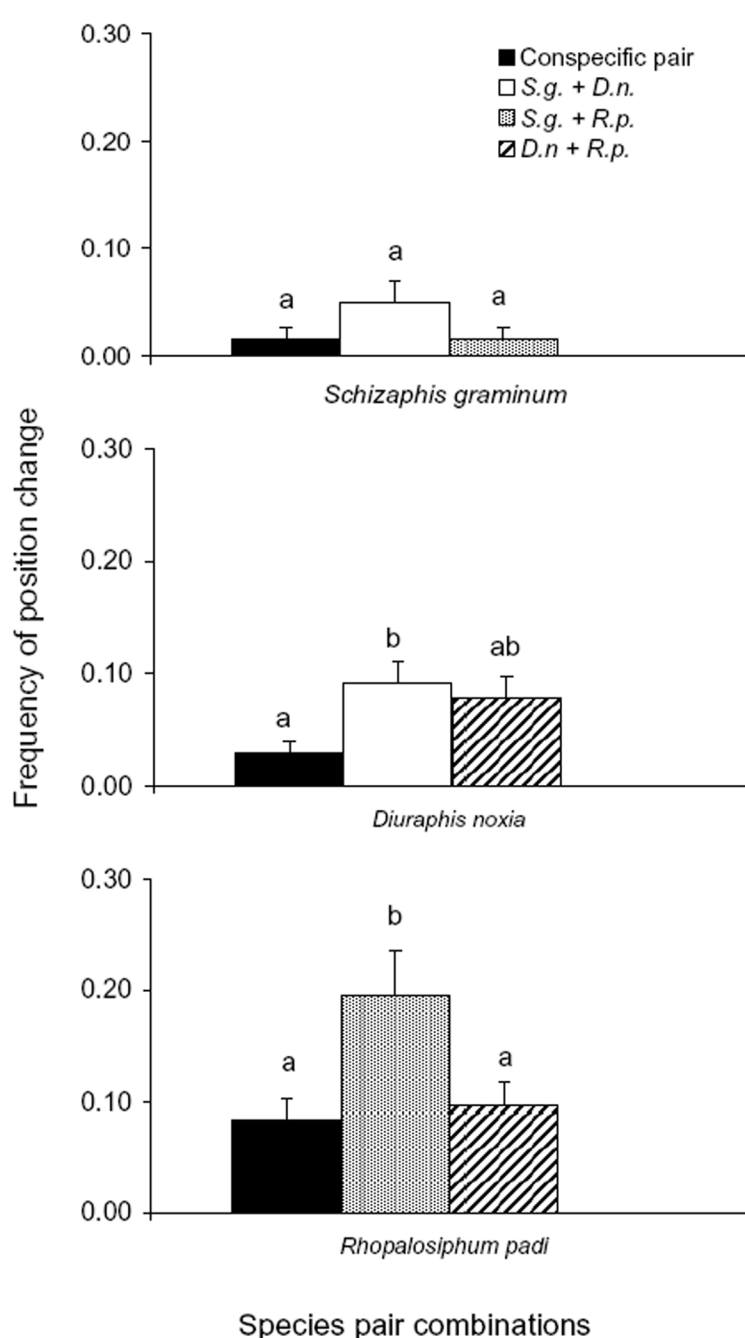 0.30
Conspecific pair
S.g. + D.n.
S.g. + R.p.
D.n + R.p.
0.20
0.10
0.00
a
a
a
Schizaphis graminum
Frequency of position change
0.30
0.20
0.10
0.00
a
b
ab
Diuraphis noxia
0.30
0.20
0.10
0.00
a
b
a
Rhopalosiphum padi
Species pair combinations